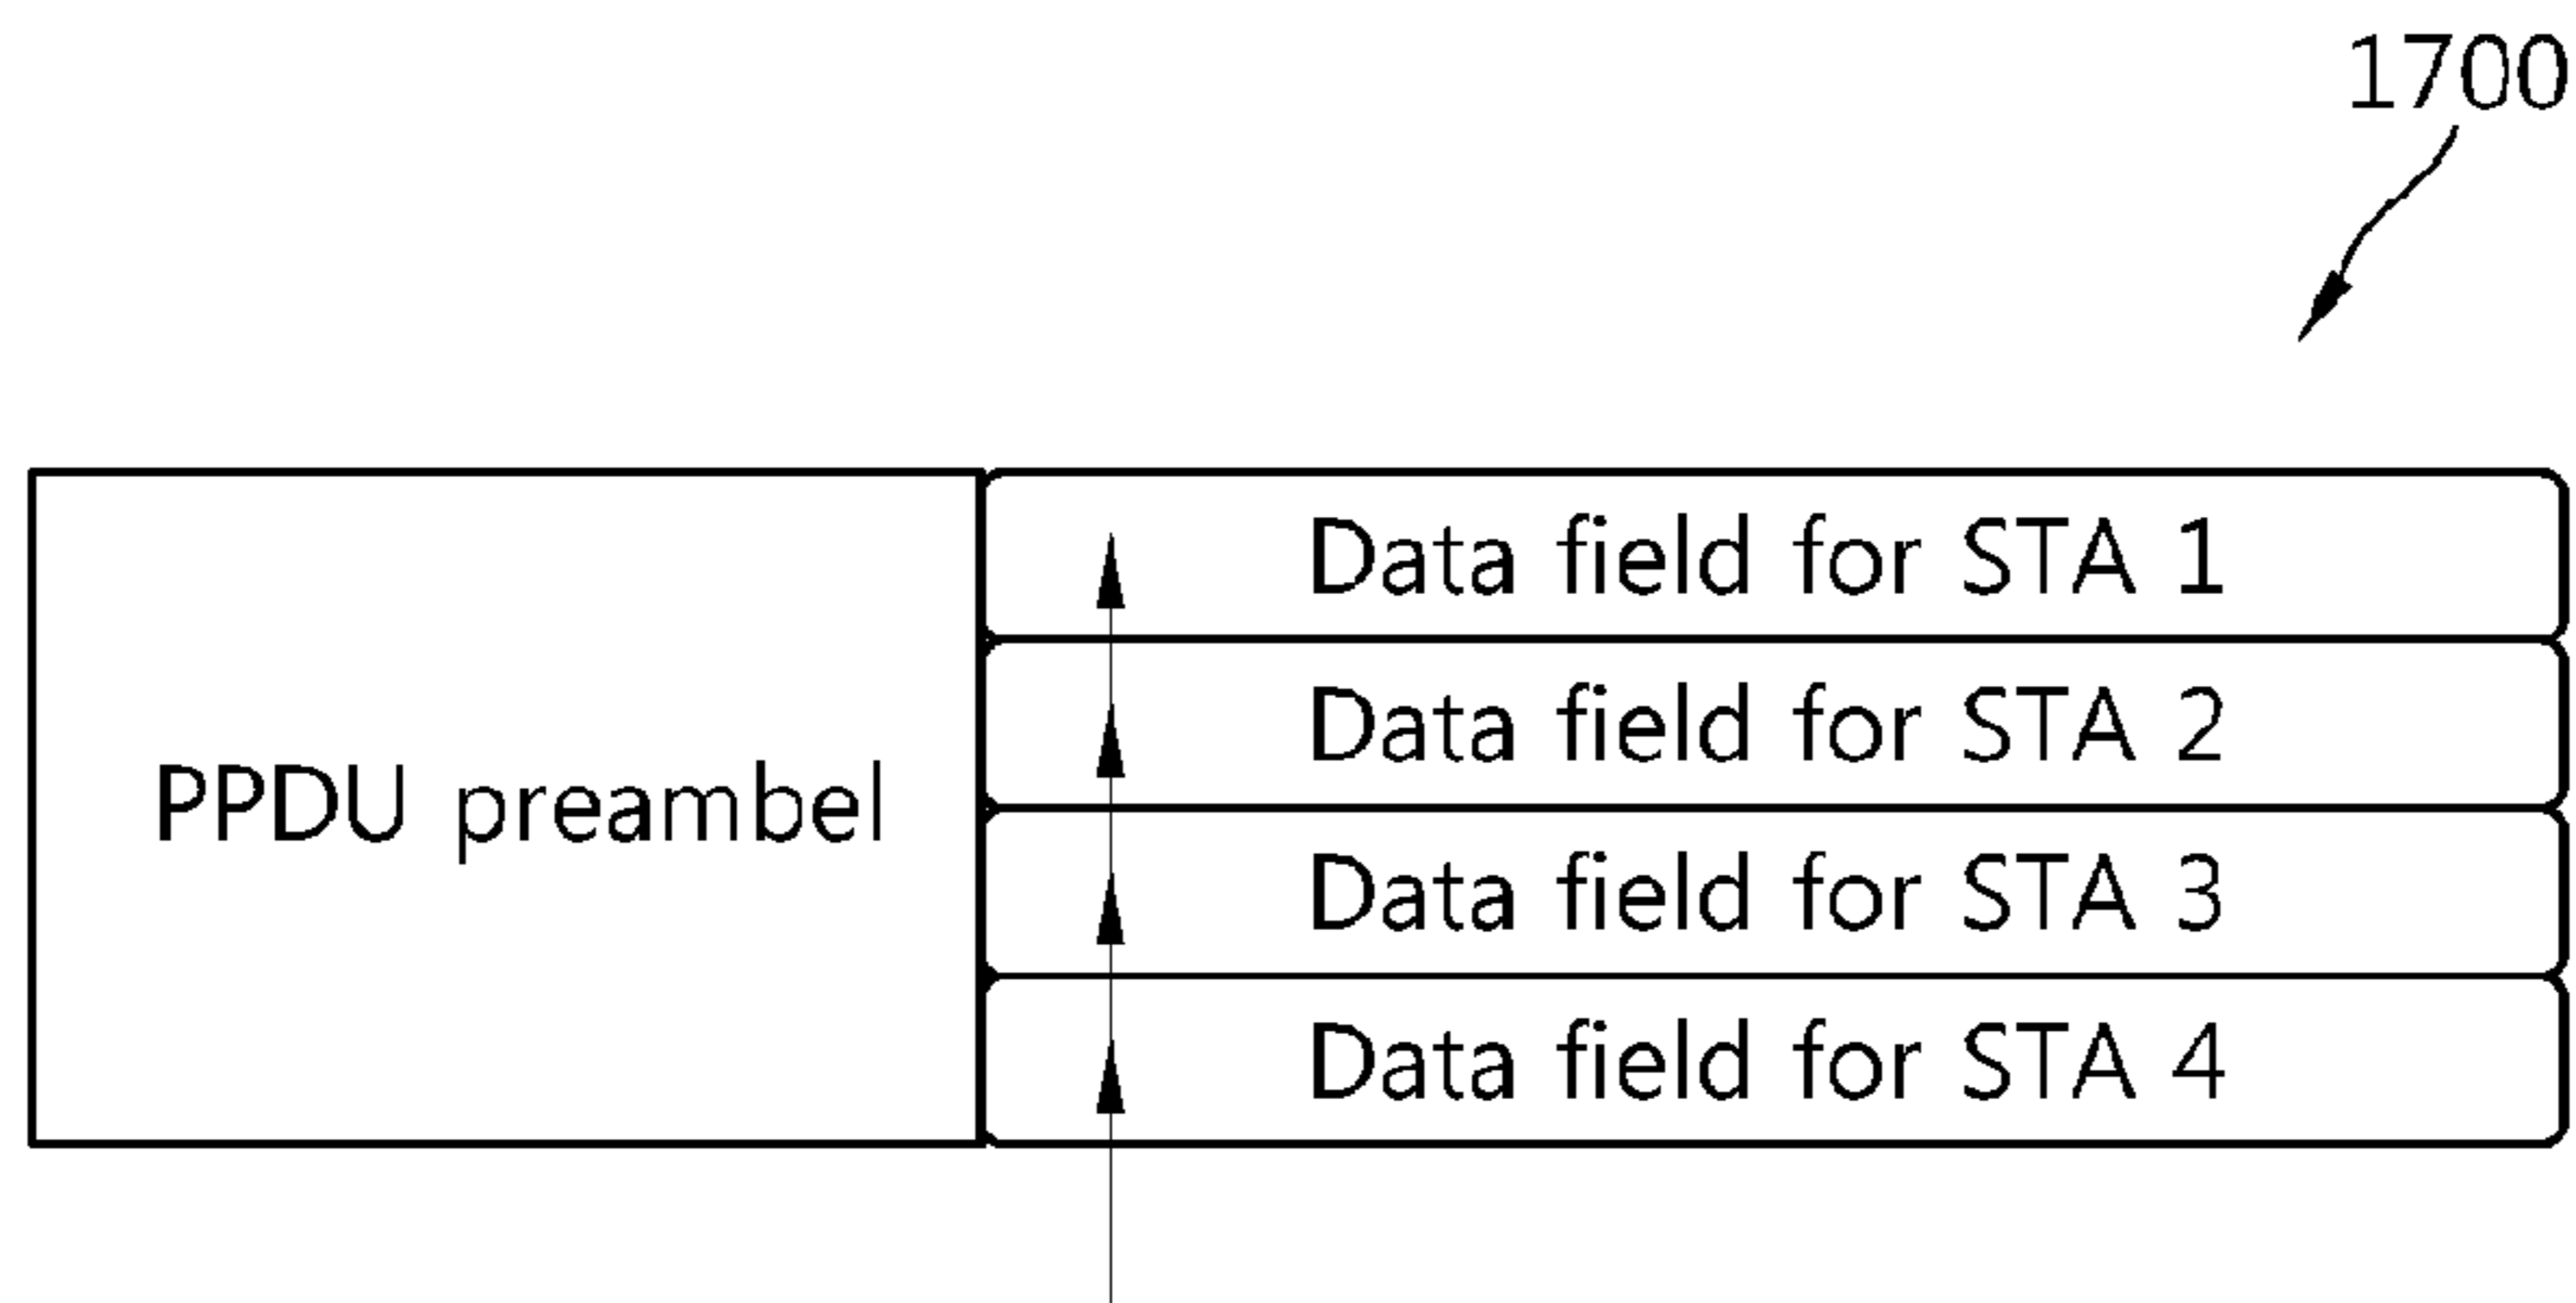 1700
PPDU preambel
Data field for STA 1
Data field for STA 2
Data field for STA 3
Data field for STA 4